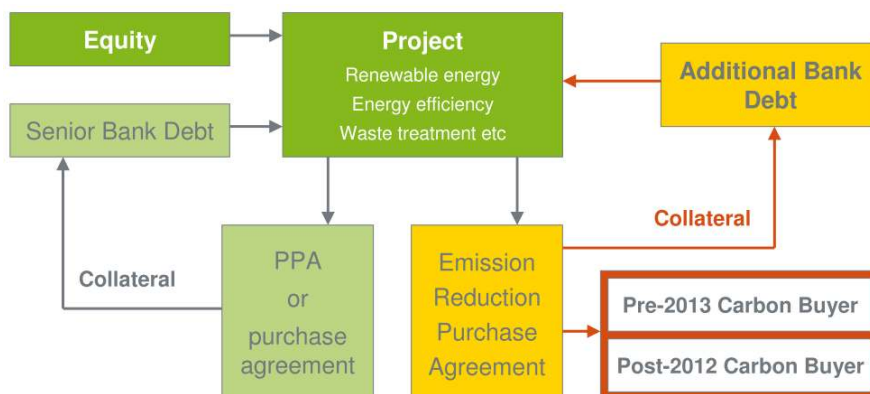 Equity
Project
Renewable energy
Energy efficiency
Waste treatment etc
Additional Bank
Debt
Senior Bank Debt
Collateral
PPA
or
purchase
agreement
Emission
Reduction
Purchase
Agreement
Collateral
Pre-2013 Carbon Buyer
Post-2012 Carbon Buyer